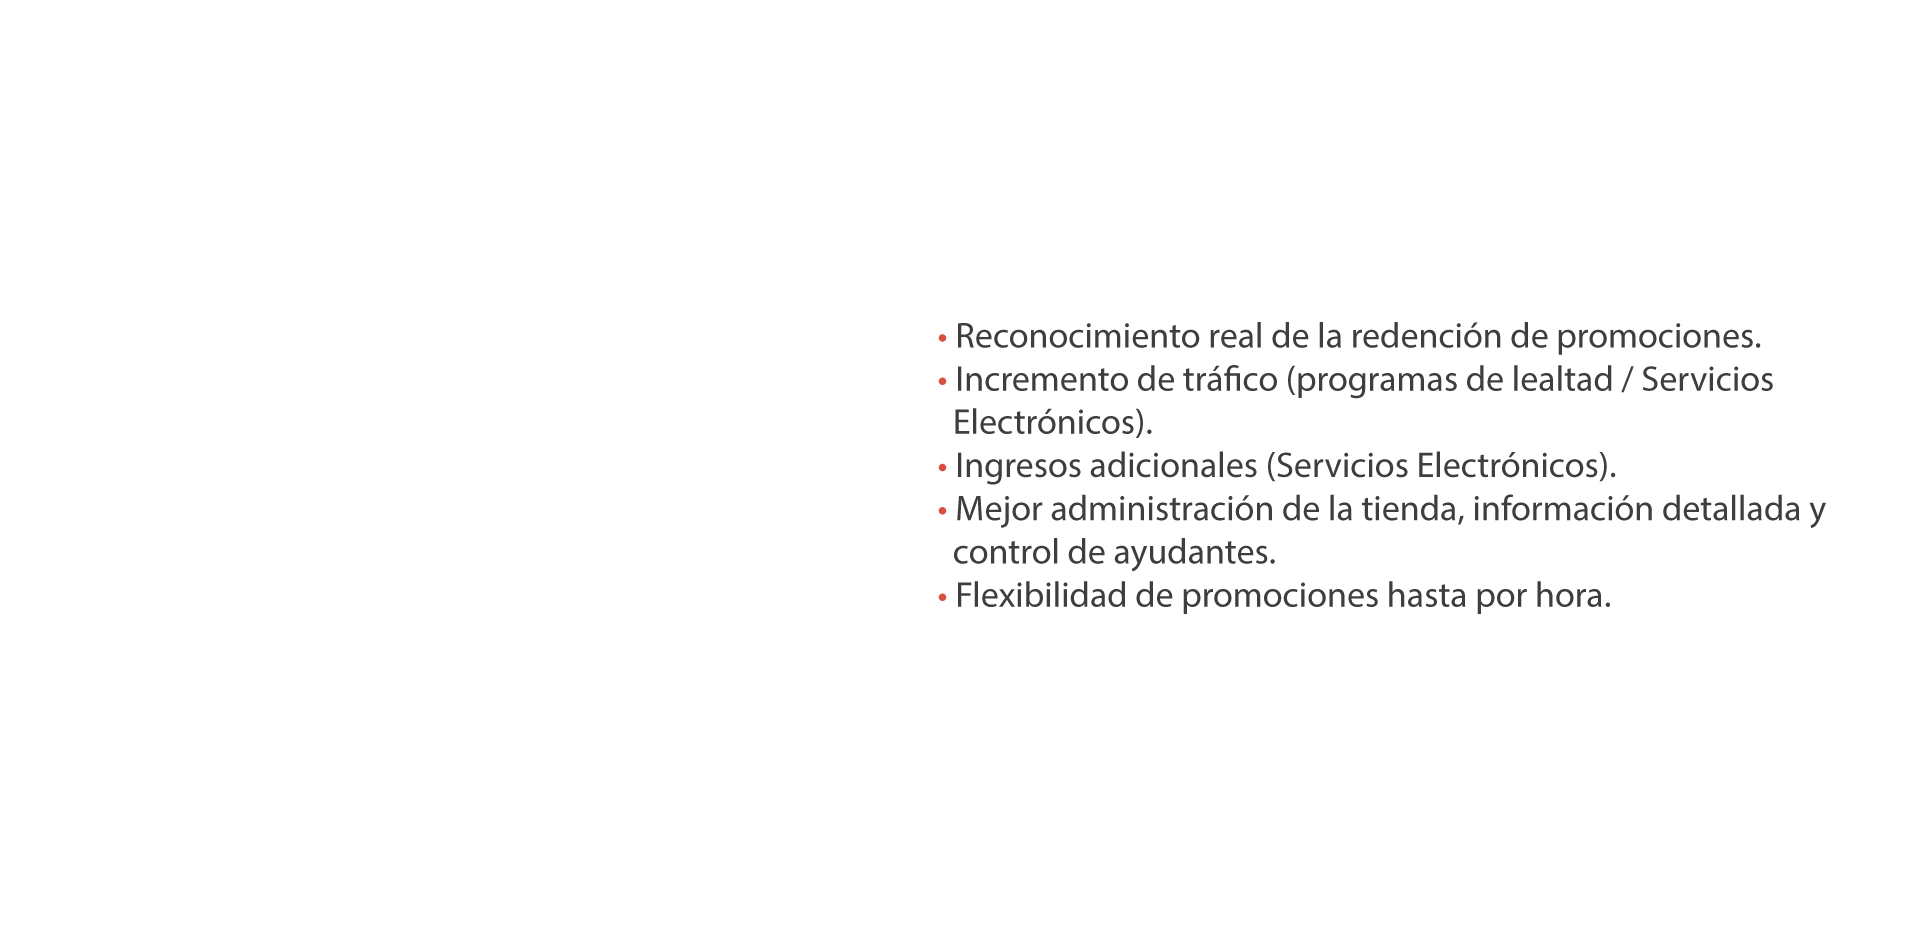 • Reconocimiento real de la redención de promociones.
• Incremento de tráfico (programas de lealtad / Servicios
Electrónicos).
• Ingresos adicionales (Servicios Electrónicos).
• Mejor administración de la tienda, información detallada y
control de ayudantes.
• Flexibilidad de promociones hasta por hora.